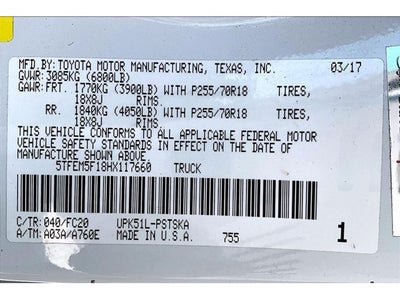 MFD.BY: TOYOTA MOTOR MANUFACTURING, TEXAS, INC. 03/17
GVWR: 3085KG (6800LB)
GAWR: FRT. 1770KG (3900LB) WITH P255/70R18 TIRES,
18X8J RIMS.
RR. 1840KG (4050LB) WITH P255/70R18 TIRES,
18X8J RIMS.
THIS VEHICLE CONFORMS TO ALL APPLICABLE FEDERAL MOTOR
VEHICLE SAFETY STANDARDS IN EFFECT ON THE DATE OF
MANUFACTURE SHOWN ABOVE.
5TFEM5F18HX117660 TRUCK
C/TR: 040/FC20 UPK51L-PSTSKA
A/TM: A03A/A760E MADE IN U.S.A. 755 1